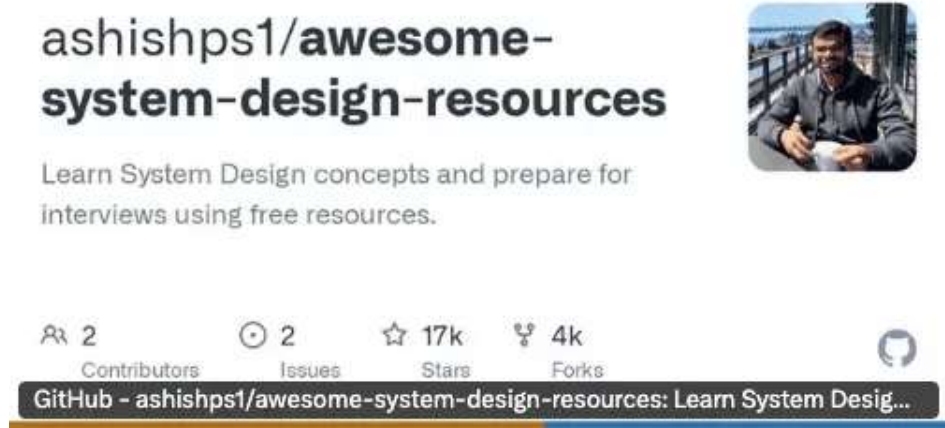 ashishps1/awesome-
system-design-resources
Learn System Design concepts and prepare for
interviews using free resources.
2 2 17k 4k
Contributors Issues Stars Forks
GitHub - ashishps1/awesome-system-design-resources: Learn System Desig...